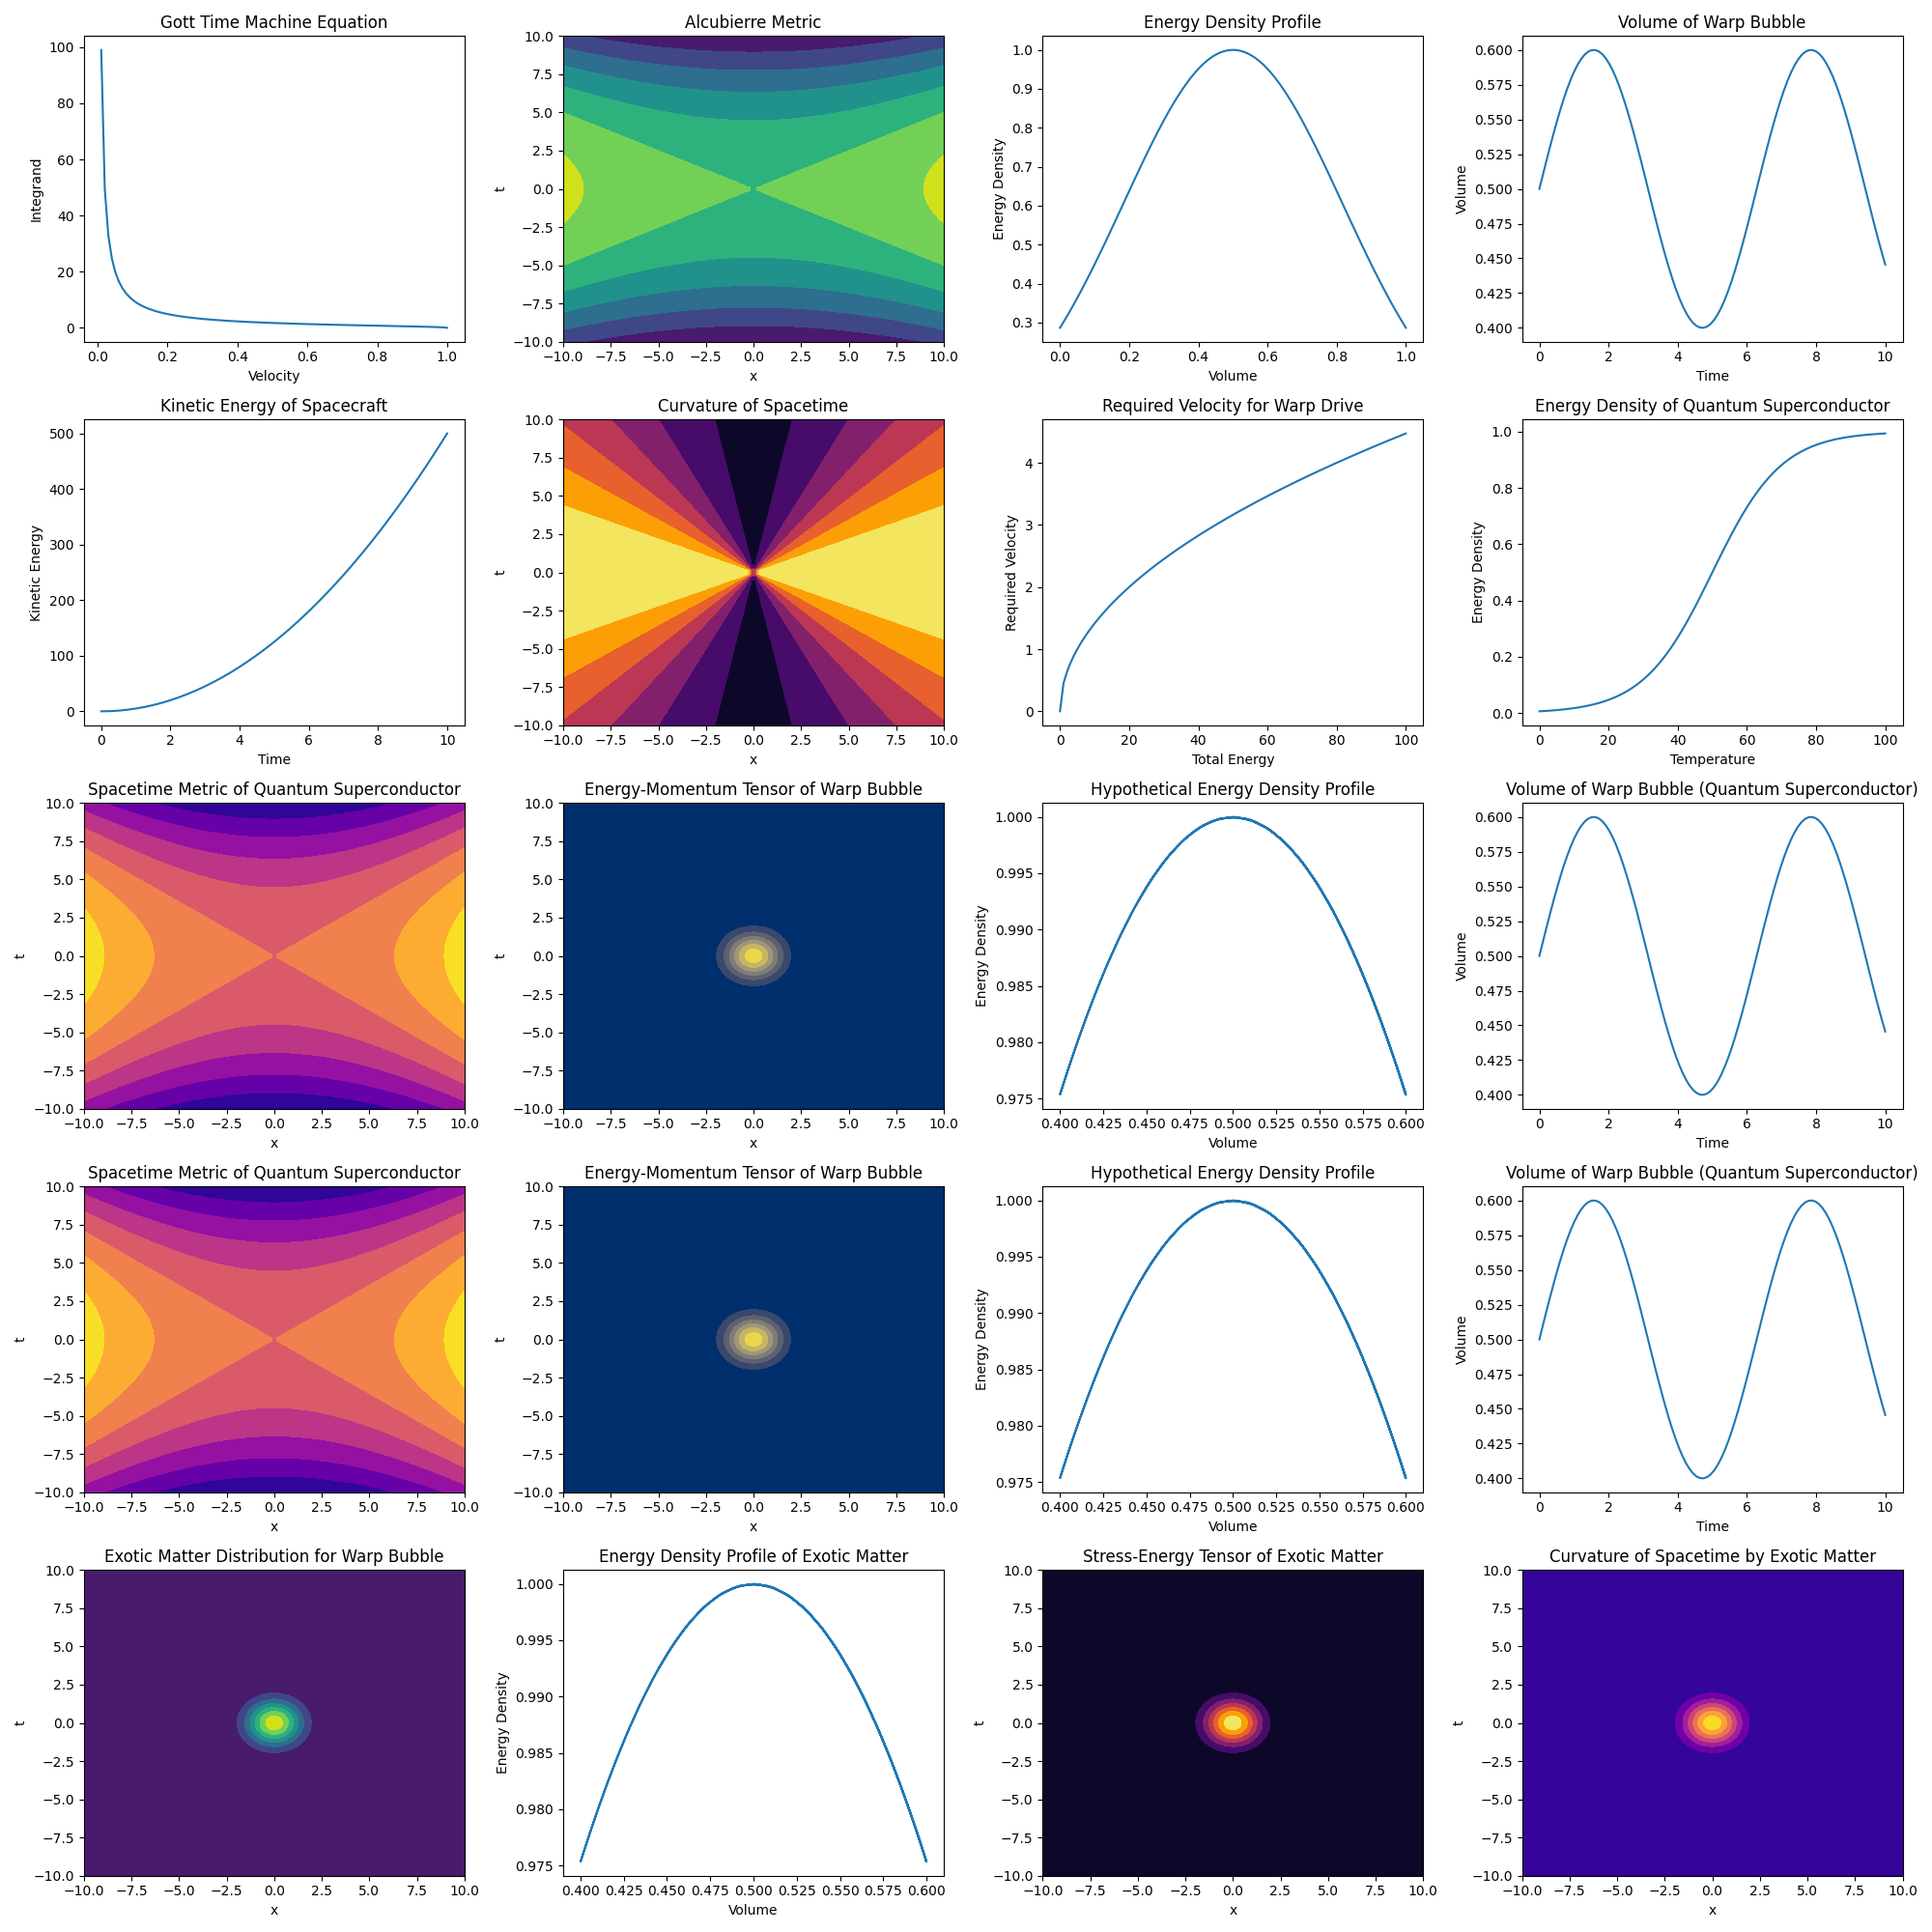 Gott Time Machine Equation
Integrand
100
80
60
40
20
0
0.0 0.2 0.4 0.6 0.8 1.0
Velocity
Alcubierre Metric
t
10.0
7.5
5.0
2.5
0.0
−2.5
−5.0
−7.5
−10.0
−10.0 −7.5 −5.0 −2.5 0.0 2.5 5.0 7.5 10.0
x
Energy Density Profile
Energy Density
1.0
0.9
0.8
0.7
0.6
0.5
0.4
0.3
0.0 0.2 0.4 0.6 0.8 1.0
Volume
Volume of Warp Bubble
Volume
0.600
0.575
0.550
0.525
0.500
0.475
0.450
0.425
0.400
0 2 4 6 8 10
Time
Kinetic Energy of Spacecraft
Kinetic Energy
500
400
300
200
100
0
0 2 4 6 8 10
Time
Curvature of Spacetime
t
10.0
7.5
5.0
2.5
0.0
−2.5
−5.0
−7.5
−10.0
−10.0 −7.5 −5.0 −2.5 0.0 2.5 5.0 7.5 10.0
x
Required Velocity for Warp Drive
Required Velocity
4
3
2
1
0
0 20 40 60 80 100
Total Energy
Energy Density of Quantum Superconductor
Energy Density
1.0
0.8
0.6
0.4
0.2
0.0
0 20 40 60 80 100
Temperature
Spacetime Metric of Quantum Superconductor
t
10.0
7.5
5.0
2.5
0.0
−2.5
−5.0
−7.5
−10.0
−10.0 −7.5 −5.0 −2.5 0.0 2.5 5.0 7.5 10.0
x
Energy-Momentum Tensor of Warp Bubble
t
10.0
7.5
5.0
2.5
0.0
−2.5
−5.0
−7.5
−10.0
−10.0 −7.5 −5.0 −2.5 0.0 2.5 5.0 7.5 10.0
x
Hypothetical Energy Density Profile
Energy Density
1.000
0.995
0.990
0.985
0.980
0.975
0.400 0.425 0.450 0.475 0.500 0.525 0.550 0.575 0.600
Volume
Volume of Warp Bubble (Quantum Superconductor)
Volume
0.600
0.575
0.550
0.525
0.500
0.475
0.450
0.425
0.400
0 2 4 6 8 10
Time
Spacetime Metric of Quantum Superconductor
t
10.0
7.5
5.0
2.5
0.0
−2.5
−5.0
−7.5
−10.0
−10.0 −7.5 −5.0 −2.5 0.0 2.5 5.0 7.5 10.0
x
Energy-Momentum Tensor of Warp Bubble
t
10.0
7.5
5.0
2.5
0.0
−2.5
−5.0
−7.5
−10.0
−10.0 −7.5 −5.0 −2.5 0.0 2.5 5.0 7.5 10.0
x
Hypothetical Energy Density Profile
Energy Density
1.000
0.995
0.990
0.985
0.980
0.975
0.400 0.425 0.450 0.475 0.500 0.525 0.550 0.575 0.600
Volume
Volume of Warp Bubble (Quantum Superconductor)
Volume
0.600
0.575
0.550
0.525
0.500
0.475
0.450
0.425
0.400
0 2 4 6 8 10
Time
Exotic Matter Distribution for Warp Bubble
t
10.0
7.5
5.0
2.5
0.0
−2.5
−5.0
−7.5
−10.0
−10.0 −7.5 −5.0 −2.5 0.0 2.5 5.0 7.5 10.0
x
Energy Density Profile of Exotic Matter
Energy Density
1.000
0.995
0.990
0.985
0.980
0.975
0.400 0.425 0.450 0.475 0.500 0.525 0.550 0.575 0.600
Volume
Stress-Energy Tensor of Exotic Matter
t
10.0
7.5
5.0
2.5
0.0
−2.5
−5.0
−7.5
−10.0
−10.0 −7.5 −5.0 −2.5 0.0 2.5 5.0 7.5 10.0
x
Curvature of Spacetime by Exotic Matter
t
10.0
7.5
5.0
2.5
0.0
−2.5
−5.0
−7.5
−10.0
−10.0 −7.5 −5.0 −2.5 0.0 2.5 5.0 7.5 10.0
x